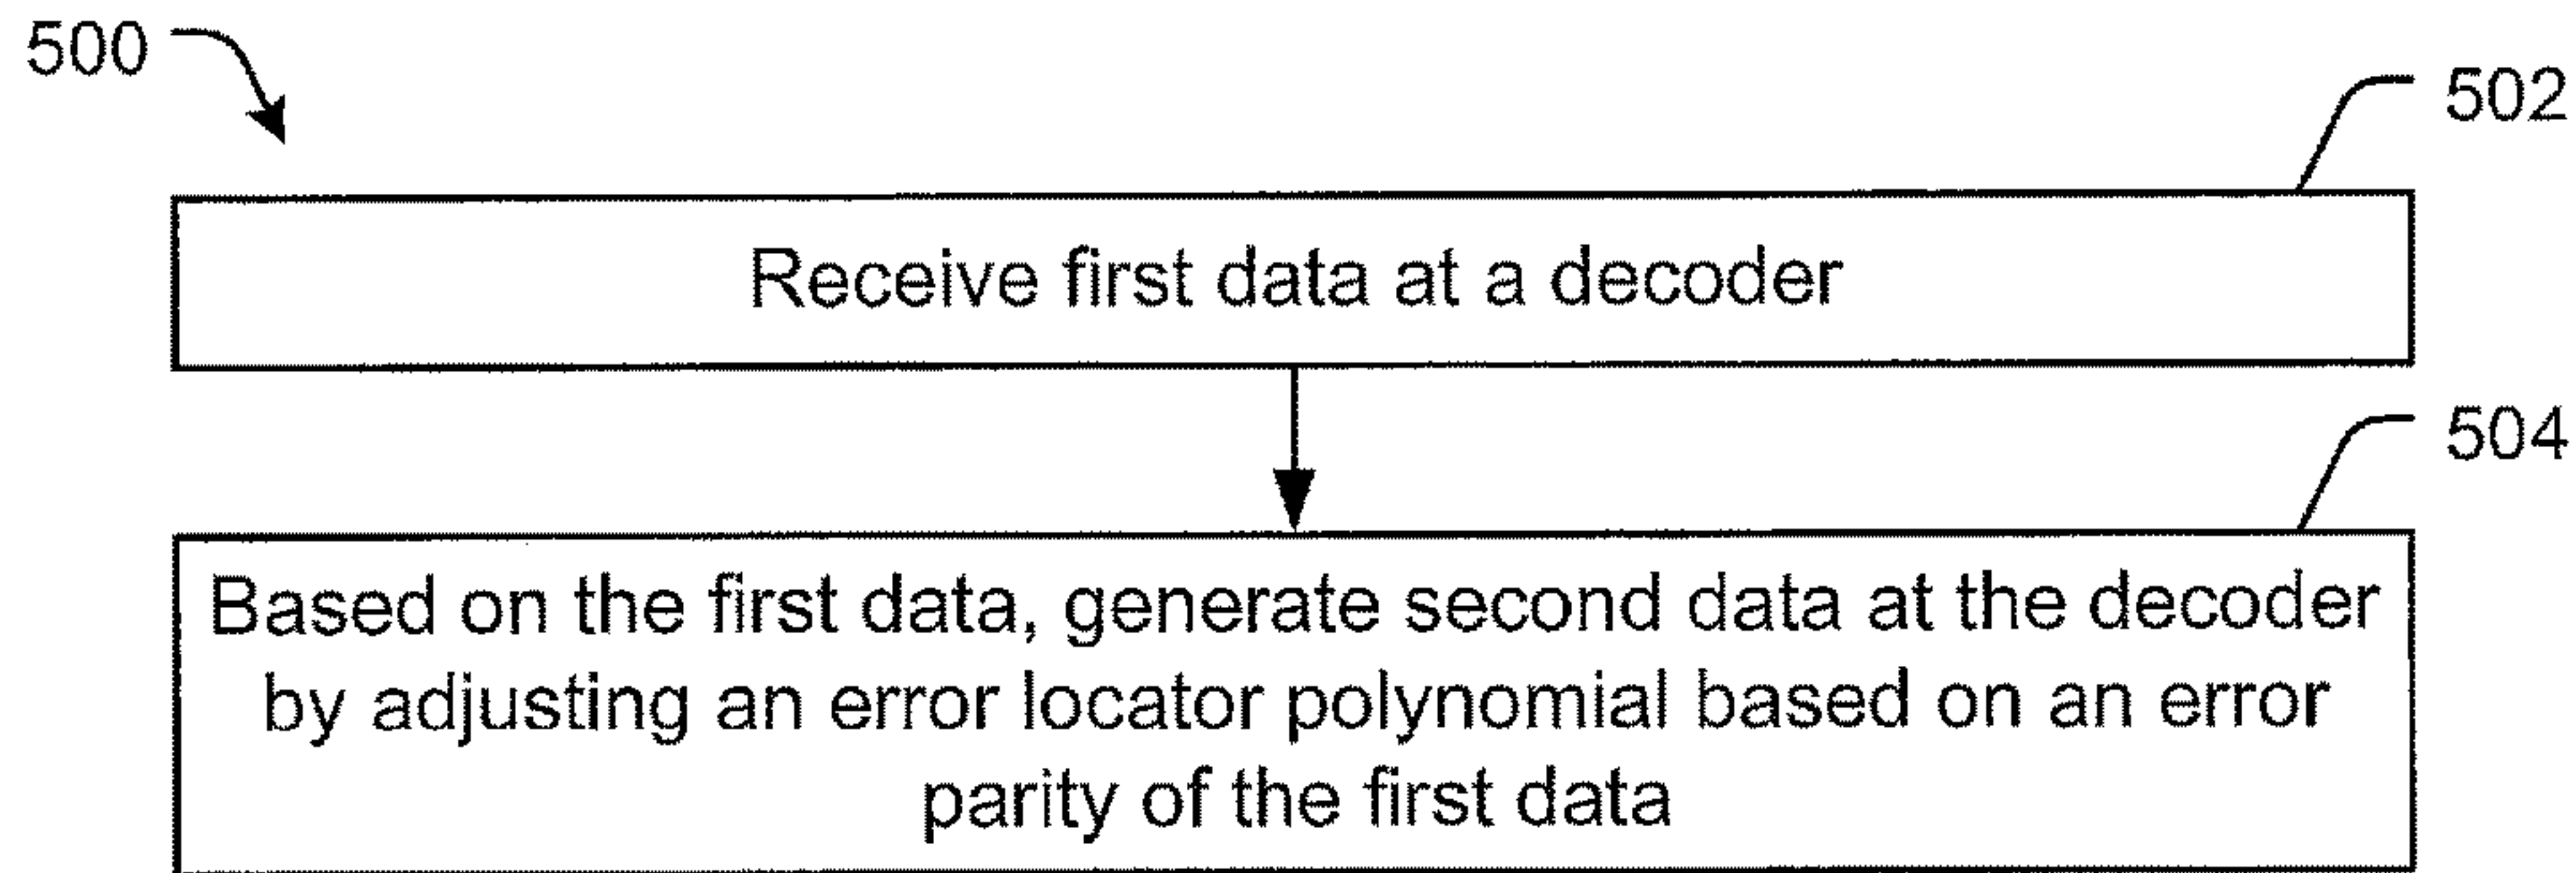 500
502
Receive first data at a decoder
504
Based on the first data, generate second data at the decoder
by adjusting an error locator polynomial based on an error
parity of the first data